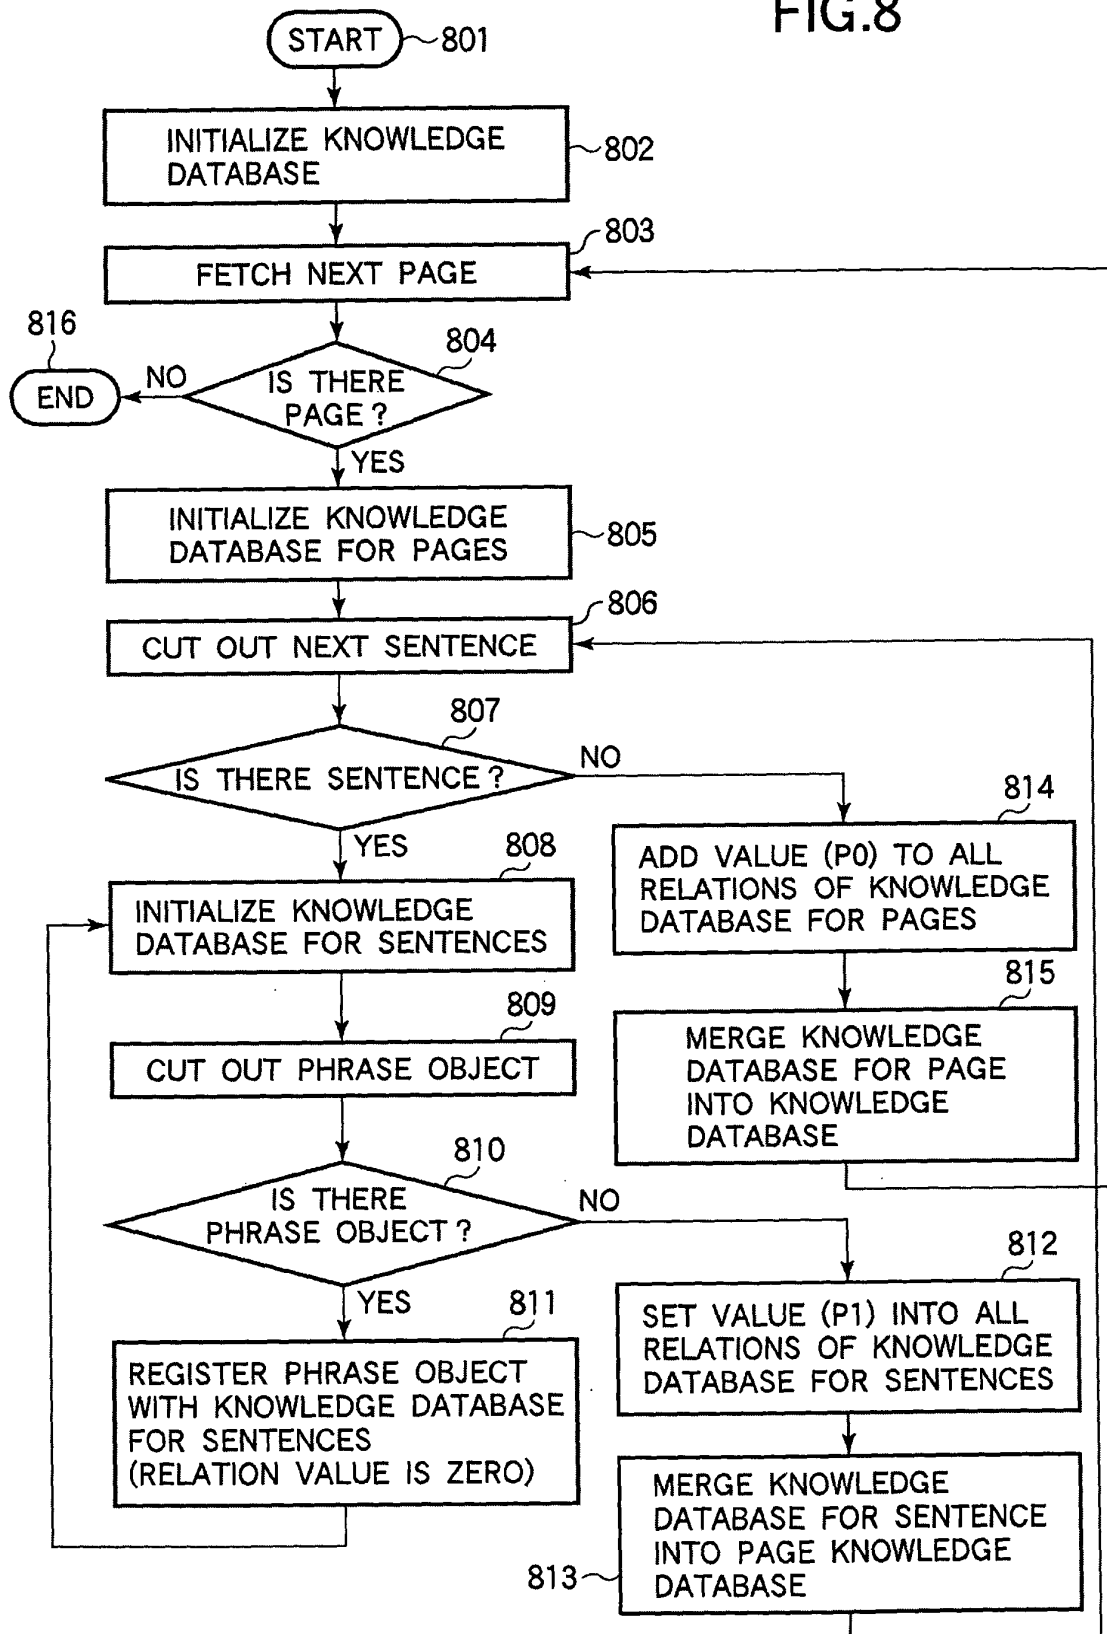 FIG.8
START
801
INITIALIZE KNOWLEDGE
DATABASE
802
803
FETCH NEXT PAGE
816
804
END
NO
IS THERE
PAGE?
YES
INITIALIZE KNOWLEDGE
DATABASE FOR PAGES
805
806
CUT OUT NEXT SENTENCE
807
IS THERE SENTENCE?
NO
YES
808
INITIALIZE KNOWLEDGE
DATABASE FOR SENTENCES
814
ADD VALUE (P0) TO ALL
RELATIONS OF KNOWLEDGE
DATABASE FOR PAGES
809
CUT OUT PHRASE OBJECT
815
MERGE KNOWLEDGE
DATABASE FOR PAGE
INTO KNOWLEDGE
DATABASE
810
IS THERE
PHRASE OBJECT?
NO
YES
811
REGISTER PHRASE OBJECT
WITH KNOWLEDGE DATABASE
FOR SENTENCES
(RELATION VALUE IS ZERO)
812
SET VALUE (P1) INTO ALL
RELATIONS OF KNOWLEDGE
DATABASE FOR SENTENCES
MERGE KNOWLEDGE
DATABASE FOR SENTENCE
INTO PAGE KNOWLEDGE
DATABASE
813